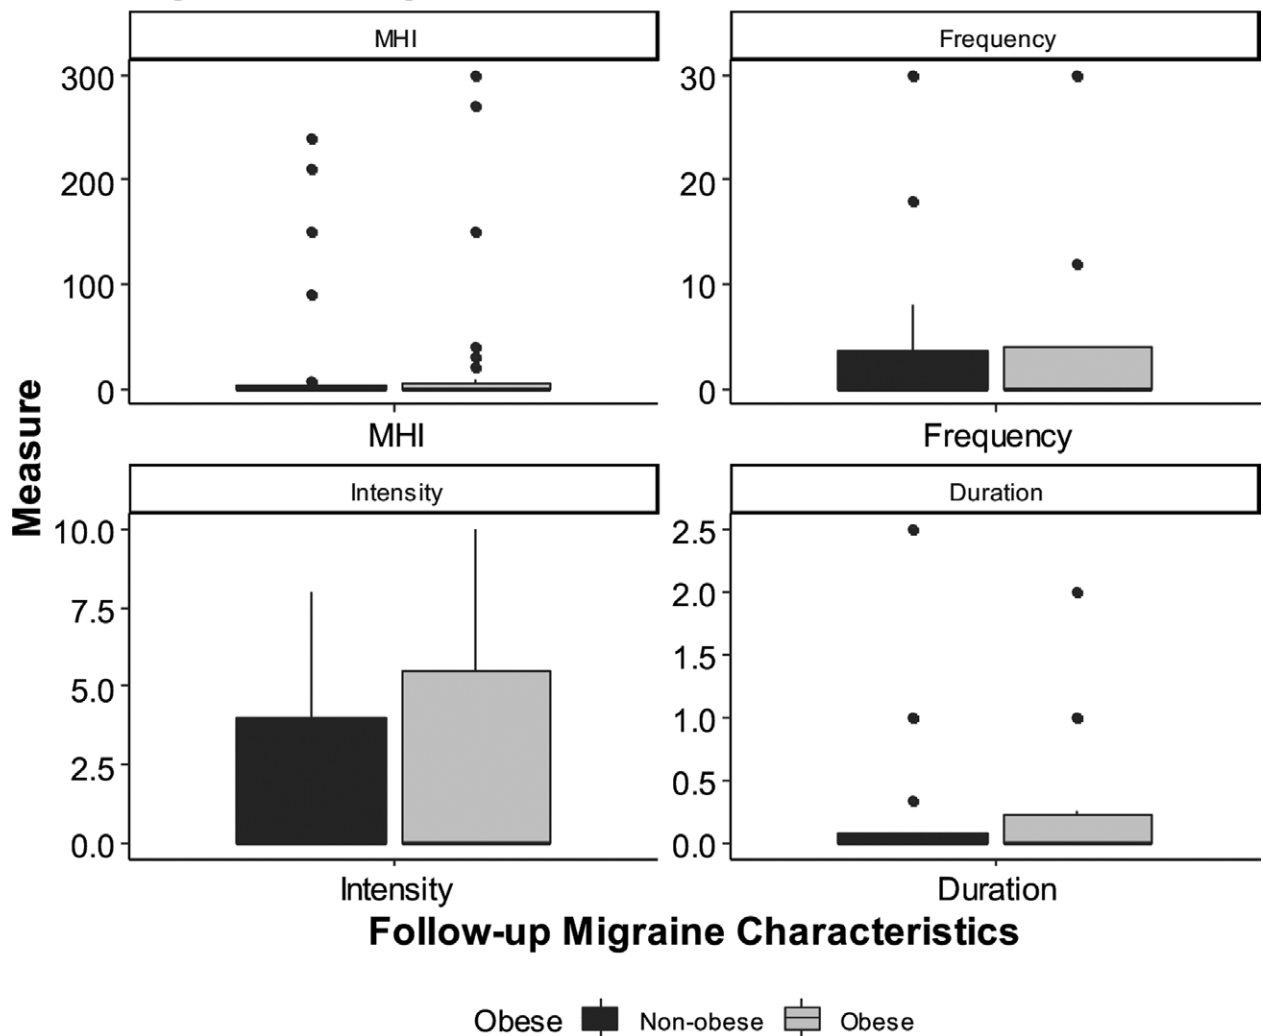 MHI
Frequency
300
200
100
0
30
20
10
0
MHI
Frequency
Measure
Intensity
Duration
10.0
7.5
5.0
2.5
0.0
2.5
2.0
1.5
1.0
0.5
0.0
Intensity
Duration
Follow-up Migraine Characteristics
Obese Non-obese Obese